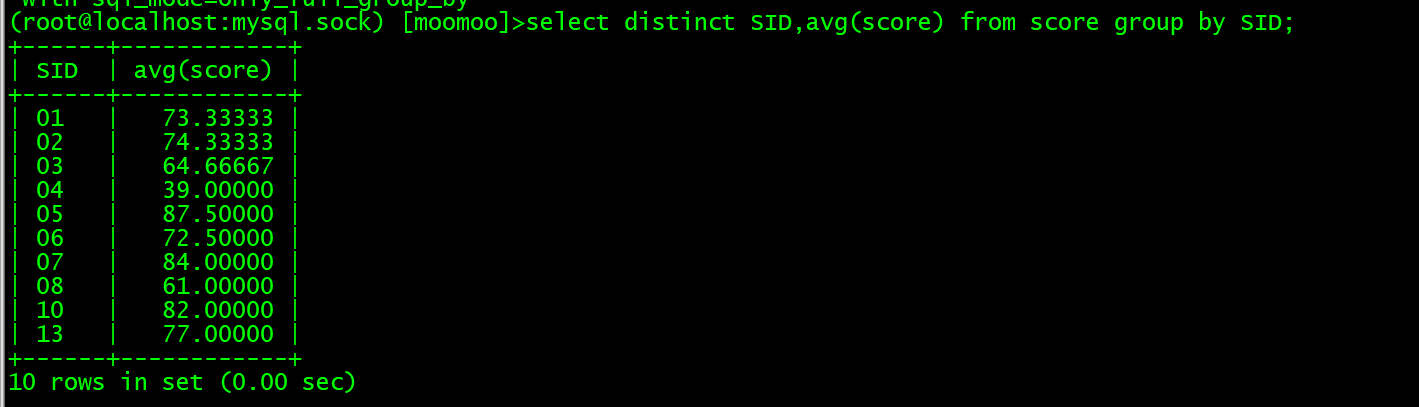 with sql_mode=only_full_group_by
(root@localhost:mysql.sock) [moomoo]>select distinct SID,avg(score) from score group by SID;
+-------+------------+
| SID | avg(score) |
+-------+------------+
| 01 | 73.33333 |
| 02 | 74.33333 |
| 03 | 64.66667 |
| 04 | 39.00000 |
| 05 | 87.50000 |
| 06 | 72.50000 |
| 07 | 84.00000 |
| 08 | 61.00000 |
| 10 | 82.00000 |
| 13 | 77.00000 |
+-------+------------+
10 rows in set (0.00 sec)